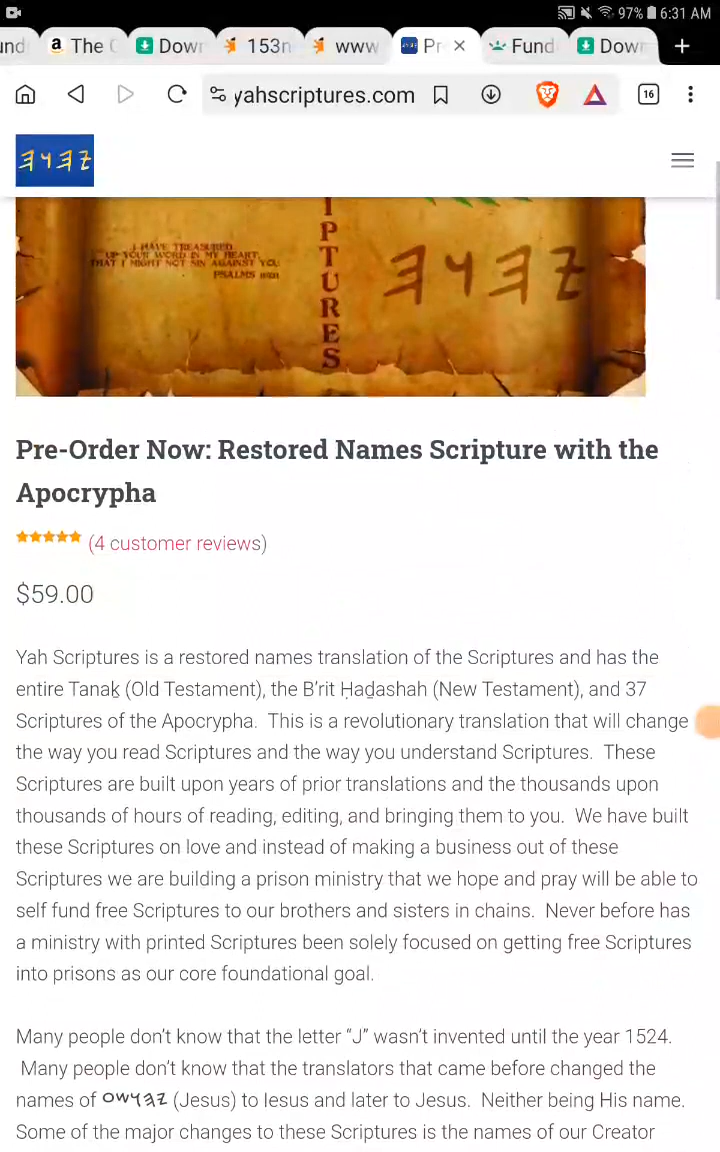 97% 6:31 AM
und a The Dow 153n www Pr × Fund Dow +
yahscriptures.com 16
𐤉𐤄𐤅𐤄
I HAVE TREASURED
UP YOUR WORD IN MY HEART,
THAT I MIGHT NOT SIN AGAINST YOU
PSALMS
I
P
T
U
R
E
S
𐤉𐤄𐤅𐤄
Pre-Order Now: Restored Names Scripture with the
Apocrypha
(4 customer reviews)
$59.00
Yah Scriptures is a restored names translation of the Scriptures and has the
entire Tanaḵ (Old Testament), the B’rit Ḥaḏashah (New Testament), and 37
Scriptures of the Apocrypha.  This is a revolutionary translation that will change
the way you read Scriptures and the way you understand Scriptures.  These
Scriptures are built upon years of prior translations and the thousands upon
thousands of hours of reading, editing, and bringing them to you.  We have built
these Scriptures on love and instead of making a business out of these
Scriptures we are building a prison ministry that we hope and pray will be able to
self fund free Scriptures to our brothers and sisters in chains.  Never before has
a ministry with printed Scriptures been solely focused on getting free Scriptures
into prisons as our core foundational goal.
Many people don’t know that the letter “J” wasn’t invented until the year 1524.
Many people don’t know that the translators that came before changed the
names of 𐤉𐤄𐤅𐤔𐤏 (Jesus) to Iesus and later to Jesus.  Neither being His name.
Some of the major changes to these Scriptures is the names of our Creator